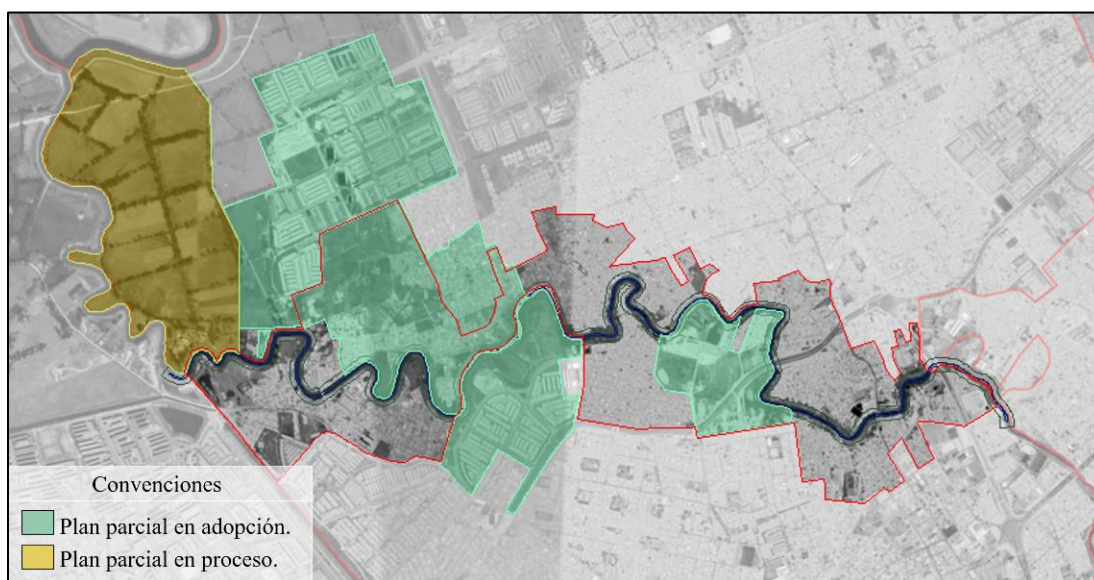 Convenciones
Plan parcial en adopción.
Plan parcial en proceso.